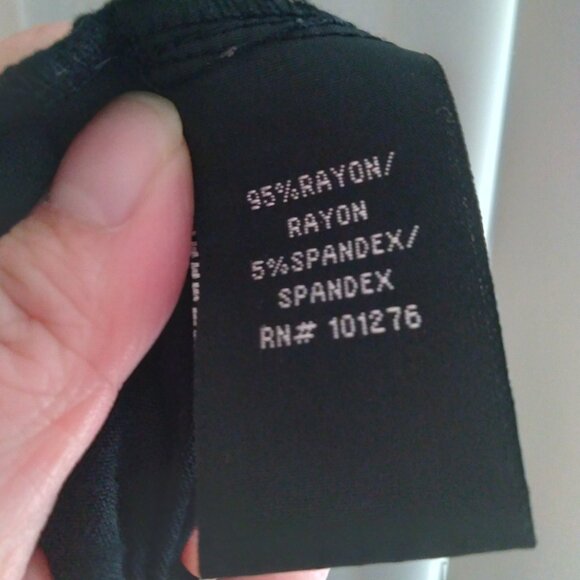 95%RAYON/
RAYON
5%SPANDEX/
SPANDEX
RN# 101276